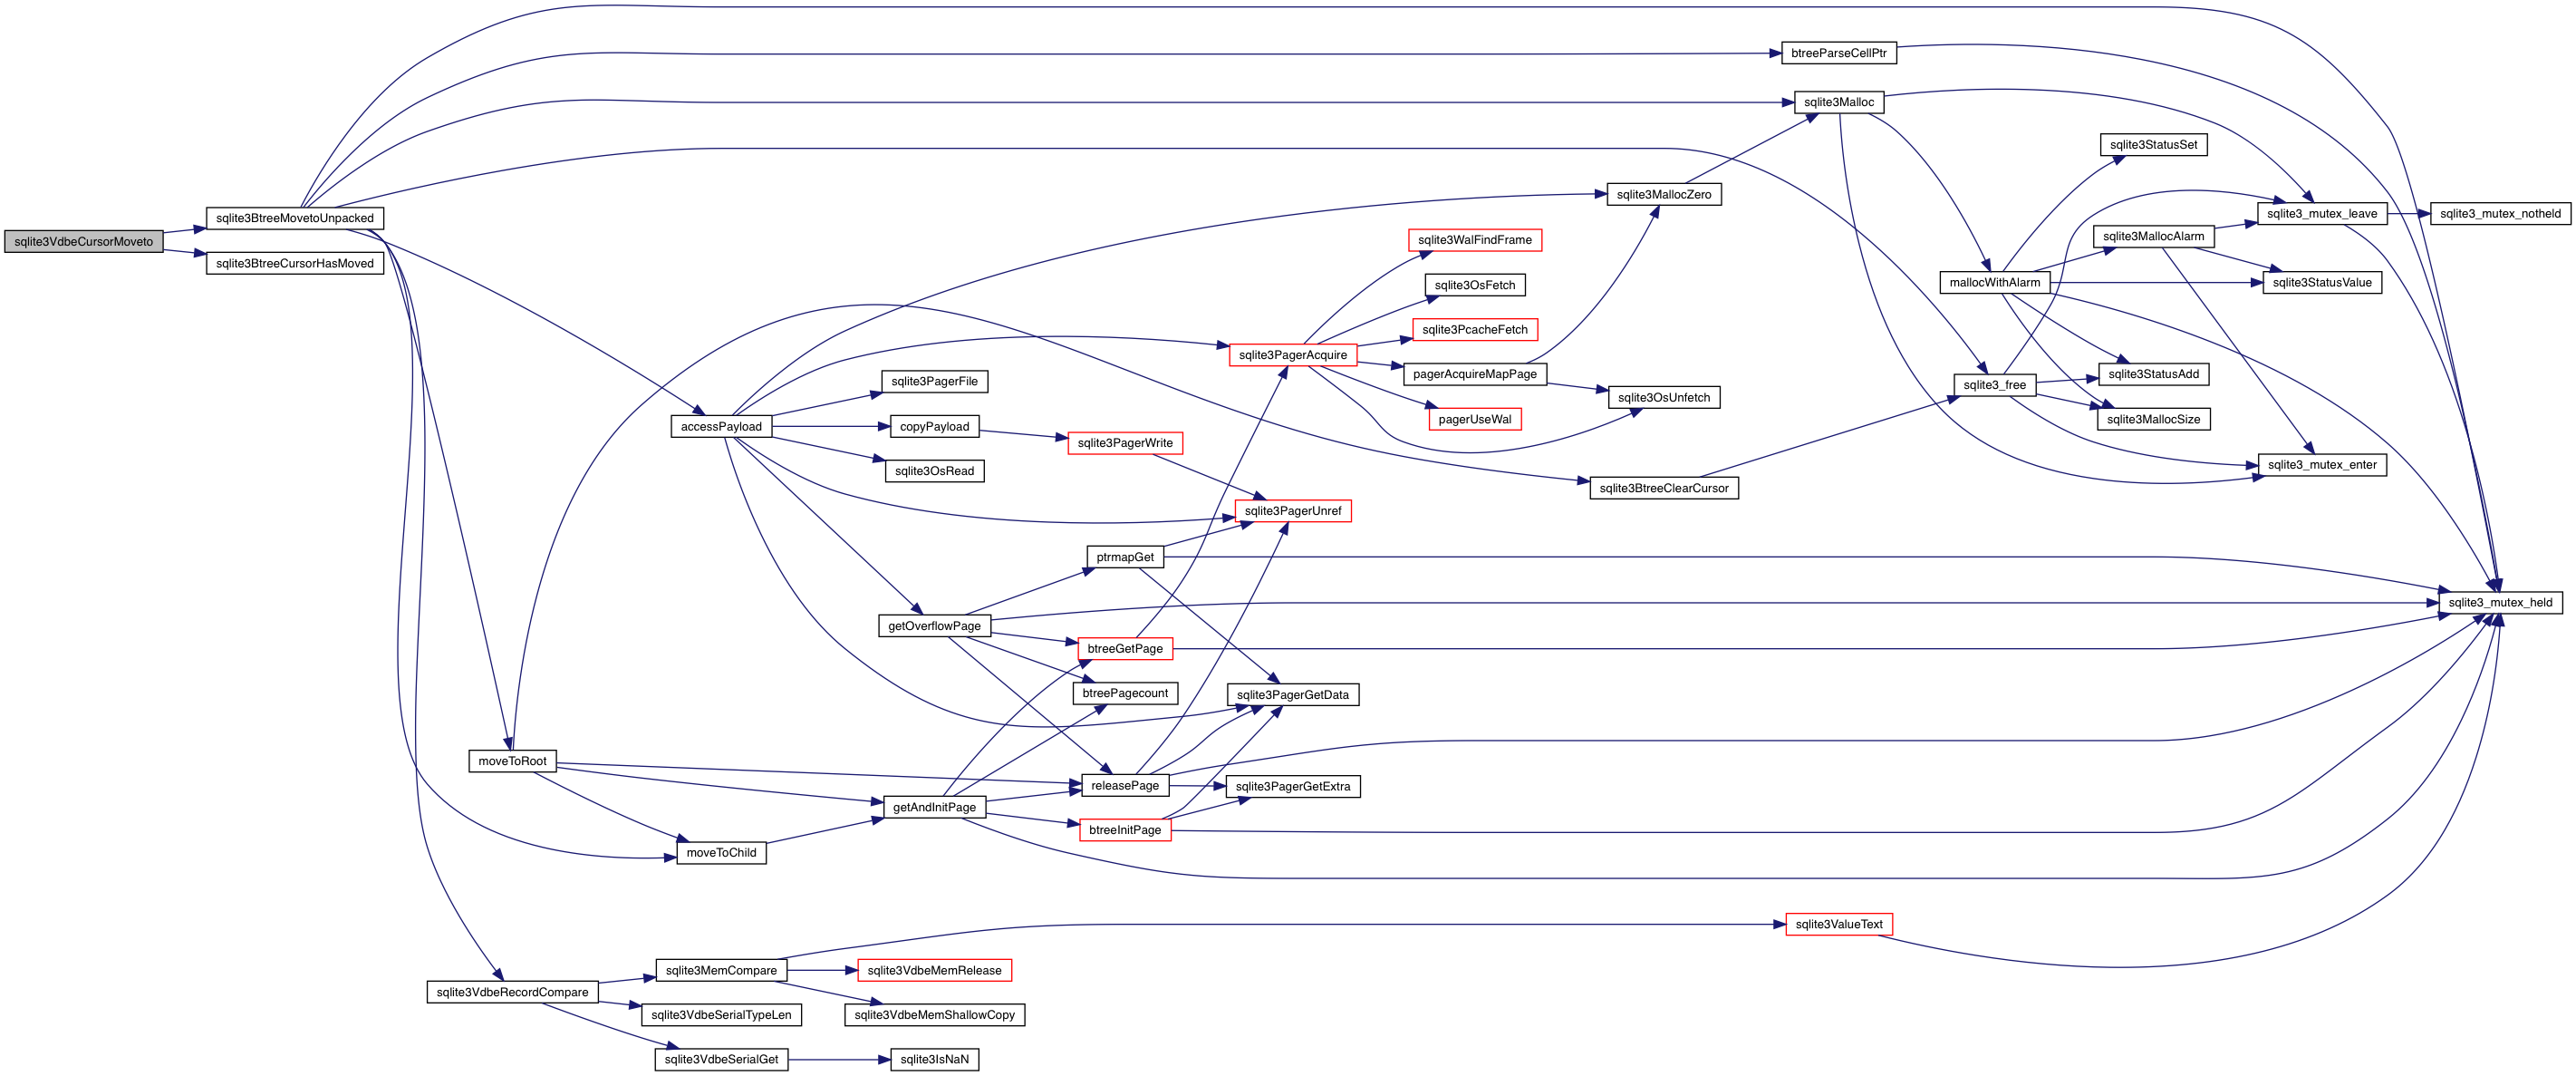 btreeParseCellPtr
sqlite3Malloc
sqlite3StatusSet
sqlite3MallocZero
sqlite3BtreeMovetoUnpacked
sqlite3_mutex_leave
sqlite3_mutex_notheld
sqlite3VdbeCursorMoveto
sqlite3WalFindFrame
sqlite3MallocAlarm
sqlite3BtreeCursorHasMoved
sqlite3OsFetch
mallocWithAlarm
sqlite3StatusValue
sqlite3PcacheFetch
sqlite3PagerAcquire
pagerAcquireMapPage
sqlite3StatusAdd
sqlite3PagerFile
sqlite3_free
sqlite3OsUnfetch
accessPayload
copyPayload
pagerUseWal
sqlite3MallocSize
sqlite3PagerWrite
sqlite3OsRead
sqlite3_mutex_enter
sqlite3BtreeClearCursor
sqlite3PagerUnref
ptrmapGet
sqlite3_mutex_held
getOverflowPage
btreeGetPage
btreePagecount
sqlite3PagerGetData
moveToRoot
releasePage
sqlite3PagerGetExtra
getAndInitPage
btreeInitPage
moveToChild
sqlite3ValueText
sqlite3MemCompare
sqlite3VdbeMemRelease
sqlite3VdbeRecordCompare
sqlite3VdbeSerialTypeLen
sqlite3VdbeMemShallowCopy
sqlite3VdbeSerialGet
sqlite3IsNaN